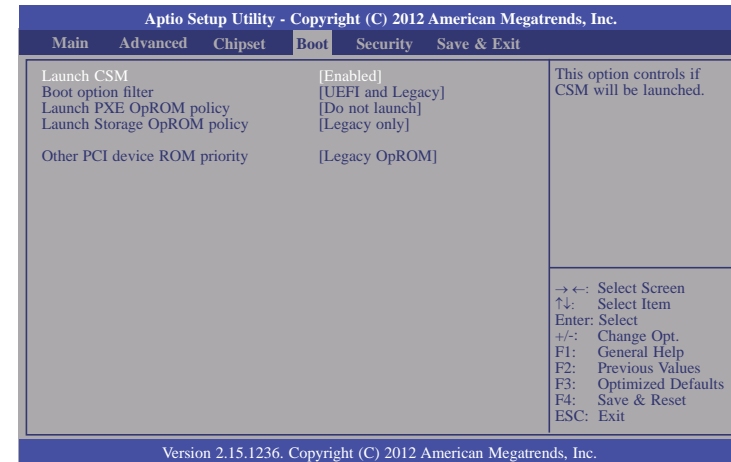 Aptio Setup Utility - Copyright (C) 2012 American Megatrends, Inc.
Main Advanced Chipset Boot Security Save & Exit
Launch CSM [Enabled]
Boot option filter [UEFI and Legacy]
Launch PXE OpROM policy [Do not launch]
Launch Storage OpROM policy [Legacy only]
Other PCI device ROM priority [Legacy OpROM]
This option controls if
CSM will be launched.
→ ←: Select Screen
↑↓: Select Item
Enter: Select
+/-: Change Opt.
F1: General Help
F2: Previous Values
F3: Optimized Defaults
F4: Save & Reset
ESC: Exit
Version 2.15.1236. Copyright (C) 2012 American Megatrends, Inc.